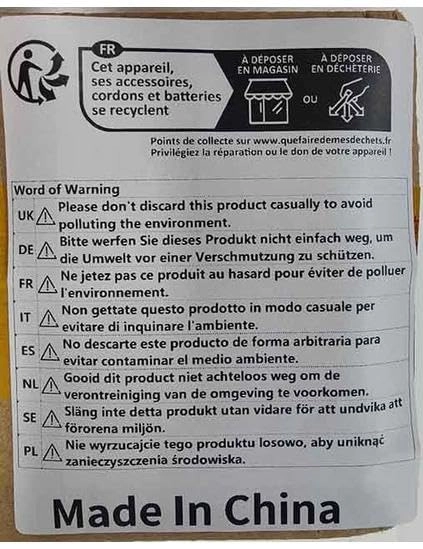 FR
Cet appareil,
ses accessoires,
cordons et batteries
se recyclent
À DÉPOSER
EN MAGASIN
OU
À DÉPOSER
EN DÉCHÈTERIE
Points de collecte sur www.quefairedemesdechets.fr
Privilégiez la réparation ou le don de votre appareil !
Word of Warning
UK Please don't discard this product casually to avoid
polluting the environment.
DE Bitte werfen Sie dieses Produkt nicht einfach weg, um
die Umwelt vor einer Verschmutzung zu schützen.
FR Ne jetez pas ce produit au hasard pour éviter de polluer
l'environnement.
IT Non gettate questo prodotto in modo casuale per
evitare di inquinare l'ambiente.
ES No descarte este producto de forma arbitraria para
evitar contaminar el medio ambiente.
NL Gooid dit product niet achteloos weg om de
verontreiniging van de omgeving te voorkomen.
SE Släng inte detta produkt utan vidare för att undvika att
förorena miljön.
PL Nie wyrzucajcie tego produktu losowo, aby uniknąć
zanieczyszczenia środowiska.
Made In China